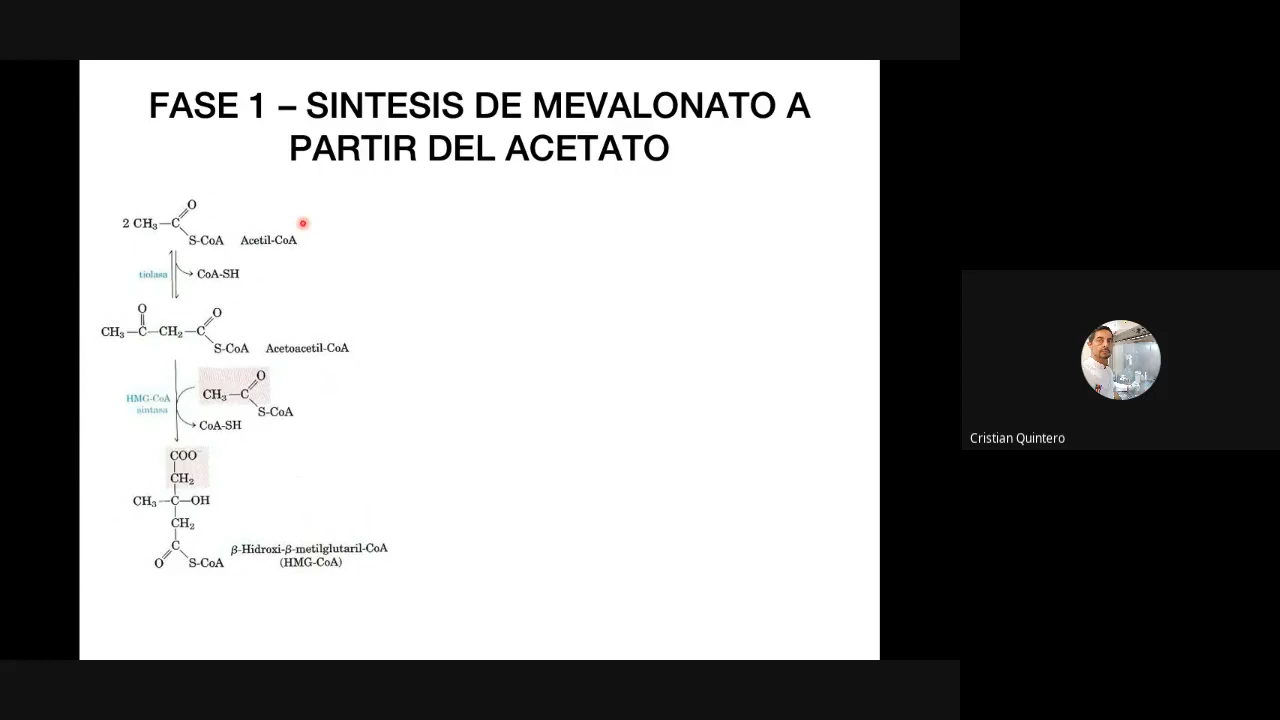 FASE 1 – SINTESIS DE MEVALONATO A
PARTIR DEL ACETATO
O
2 CH₃—C
S-CoA Acetil-CoA
tiolasa CoA-SH
O O
CH₃—C—CH₂—C
S-CoA Acetoacetil-CoA
O
HMG-CoA CH₃—C
sintasa S-CoA
CoA-SH
COO⁻
CH₂
CH₃—C—OH
CH₂
C
O S-CoA
β-Hidroxi-β-metilglutaril-CoA
(HMG-CoA)
Cristian Quintero